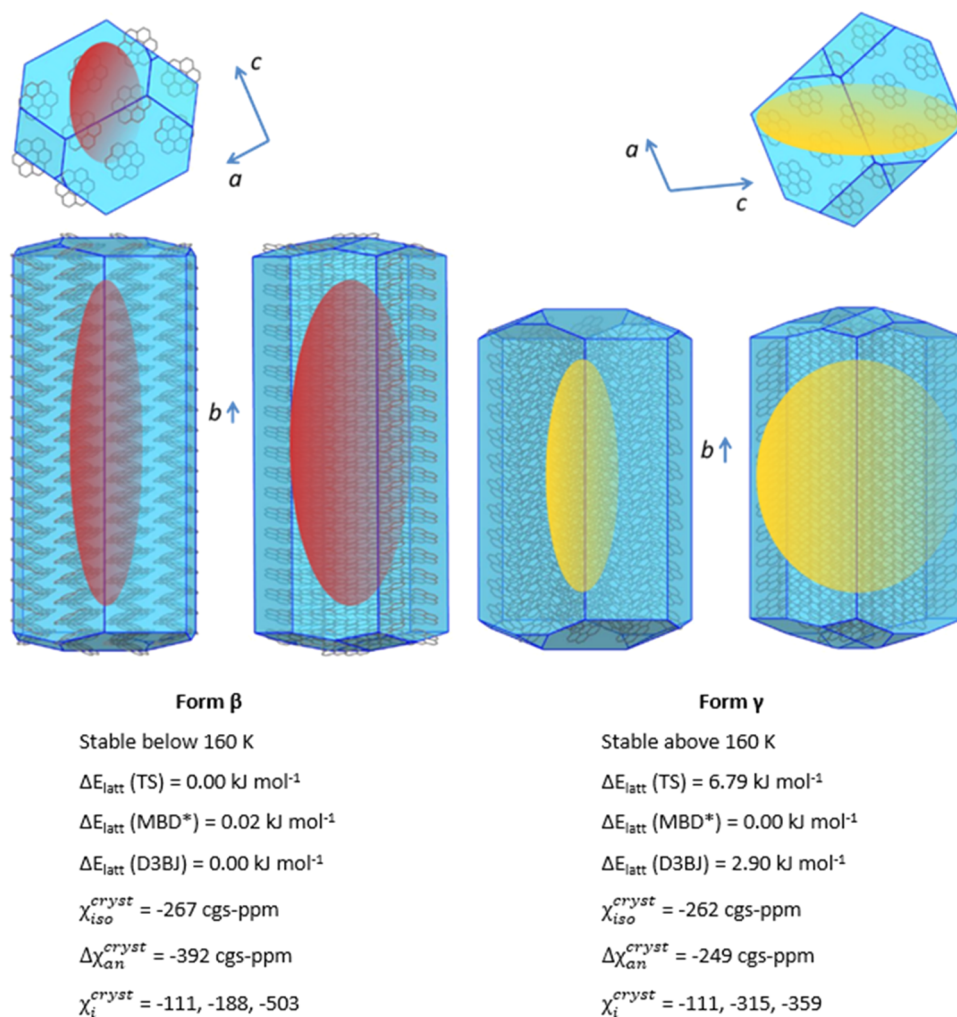 c
a
a
c
b
b
Form β
Stable below 160 K
ΔE_latt (TS) = 0.00 kJ mol⁻¹
ΔE_latt (MBD*) = 0.02 kJ mol⁻¹
ΔE_latt (D3BJ) = 0.00 kJ mol⁻¹
χ_iso^cryst = -267 cgs-ppm
Δχ_an^cryst = -392 cgs-ppm
χ_i^cryst = -111, -188, -503
Form γ
Stable above 160 K
ΔE_latt (TS) = 6.79 kJ mol⁻¹
ΔE_latt (MBD*) = 0.00 kJ mol⁻¹
ΔE_latt (D3BJ) = 2.90 kJ mol⁻¹
χ_iso^cryst = -262 cgs-ppm
Δχ_an^cryst = -249 cgs-ppm
χ_i^cryst = -111, -315, -359